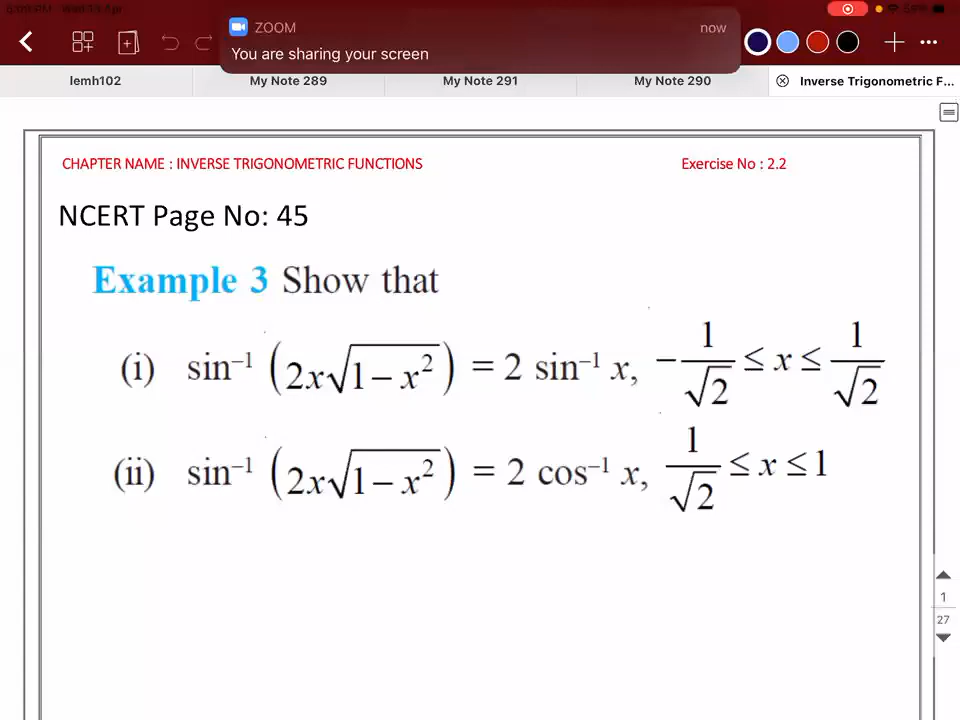 ZOOM now
You are sharing your screen
lemh102 My Note 289 My Note 291 My Note 290 Inverse Trigonometric F...
CHAPTER NAME : INVERSE TRIGONOMETRIC FUNCTIONS Exercise No : 2.2
NCERT Page No: 45
Example 3 Show that
(i) sin⁻¹ (2x√(1 – x²)) = 2 sin⁻¹ x, –1/√2 ≤ x ≤ 1/√2
(ii) sin⁻¹ (2x√(1 – x²)) = 2 cos⁻¹ x, 1/√2 ≤ x ≤ 1
1
27